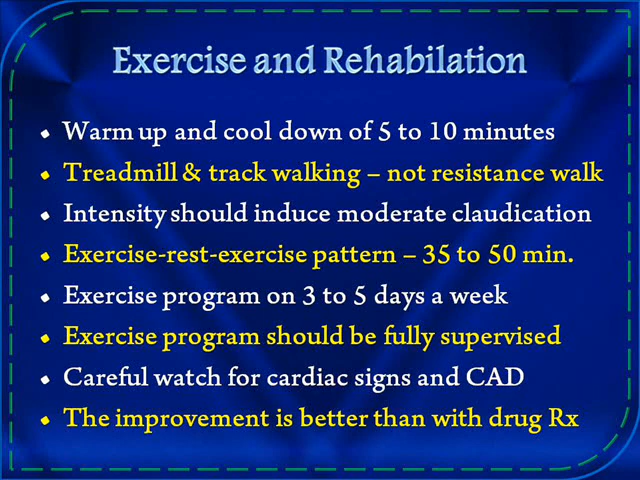 Exercise and Rehabilation
• Warm up and cool down of 5 to 10 minutes
• Treadmill & track walking – not resistance walk
• Intensity should induce moderate claudication
• Exercise-rest-exercise pattern – 35 to 50 min.
• Exercise program on 3 to 5 days a week
• Exercise program should be fully supervised
• Careful watch for cardiac signs and CAD
• The improvement is better than with drug Rx